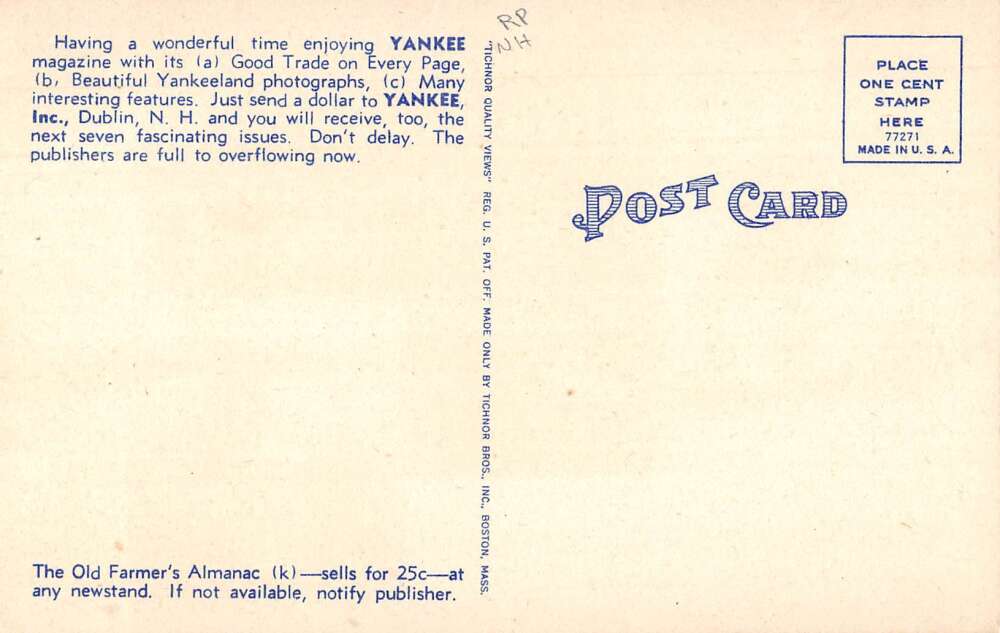 Having a wonderful time enjoying YANKEE
magazine with its (a) Good Trade on Every Page,
(b) Beautiful Yankeeland photographs, (c) Many
interesting features. Just send a dollar to YANKEE,
Inc., Dublin, N. H. and you will receive, too, the
next seven fascinating issues. Don't delay. The
publishers are full to overflowing now.
The Old Farmer's Almanac (k)—sells for 25c—at
any newstand. If not available, notify publisher.
"TICHNOR QUALITY VIEWS" REG. U. S. PAT. OFF. MADE ONLY BY TICHNOR BROS., INC., BOSTON, MASS.
RP
NH
POST CARD
PLACE
ONE CENT
STAMP
HERE
77271
MADE IN U. S. A.